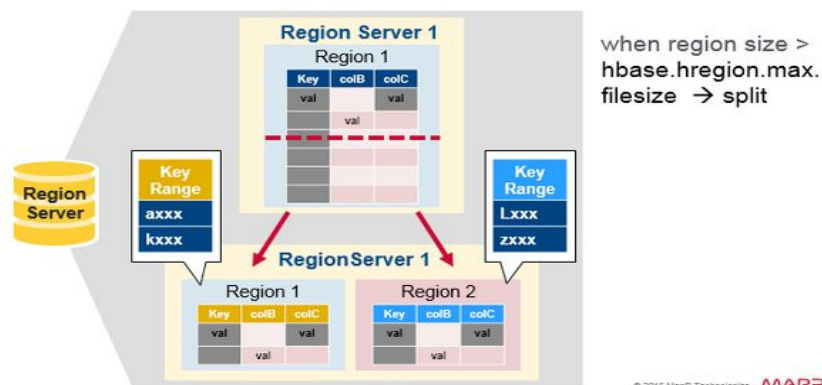 Region Server 1
Region 1
Key colB colC
val val
val
when region size >
hbase.hregion.max.
filesize → split
Region
Server
Key
Range
axxx
kxxx
Key
Range
Lxxx
zxxx
RegionServer 1
Region 1
Key colB colC
val val
val
Region 2
Key colB colC
val val
val